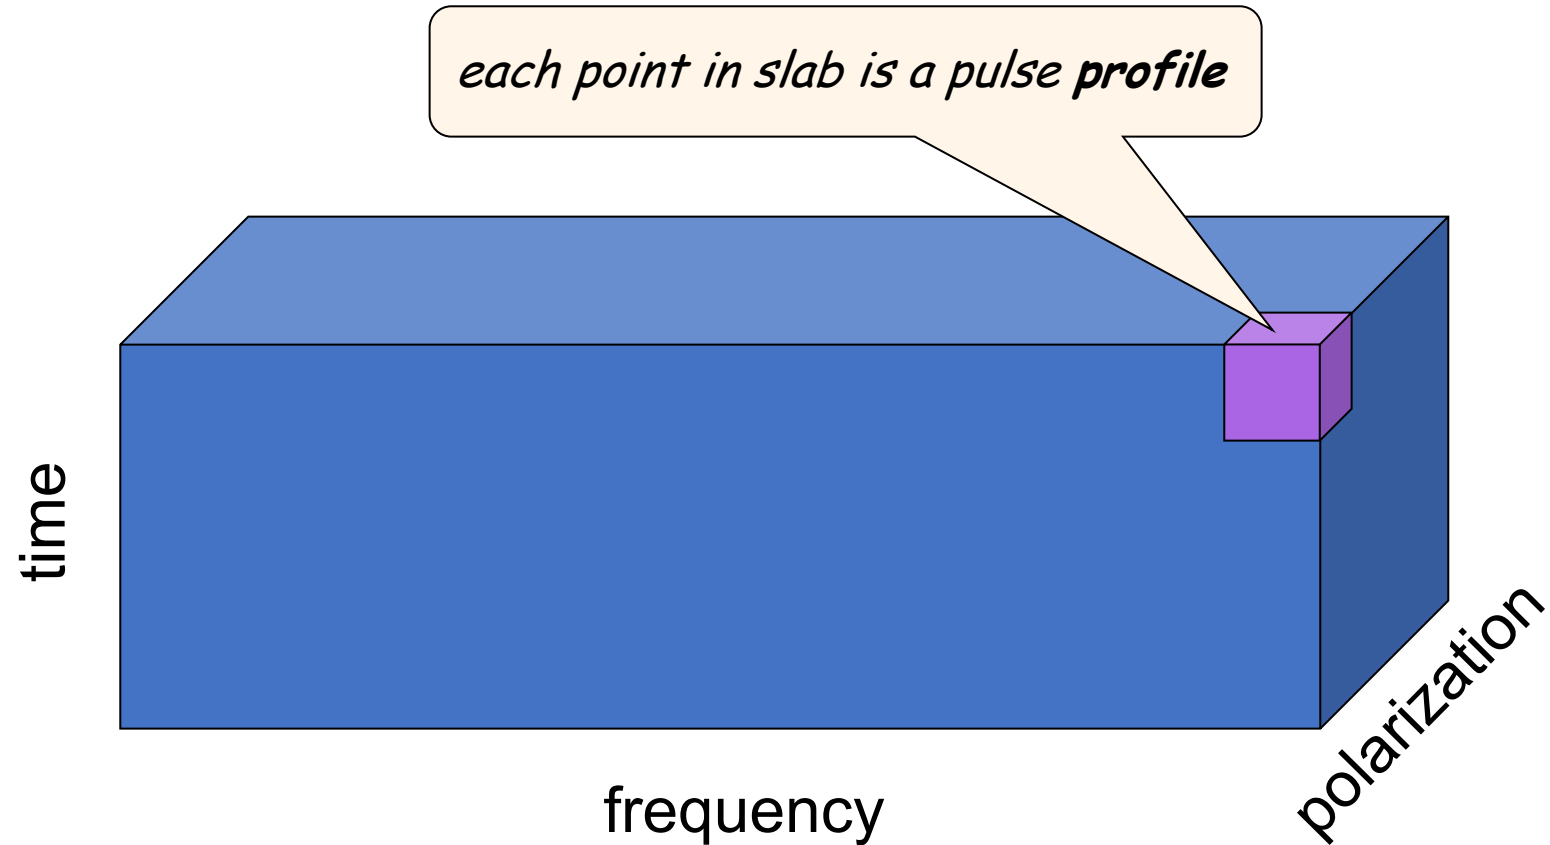 each point in slab is a pulse profile
time
frequency
polarization